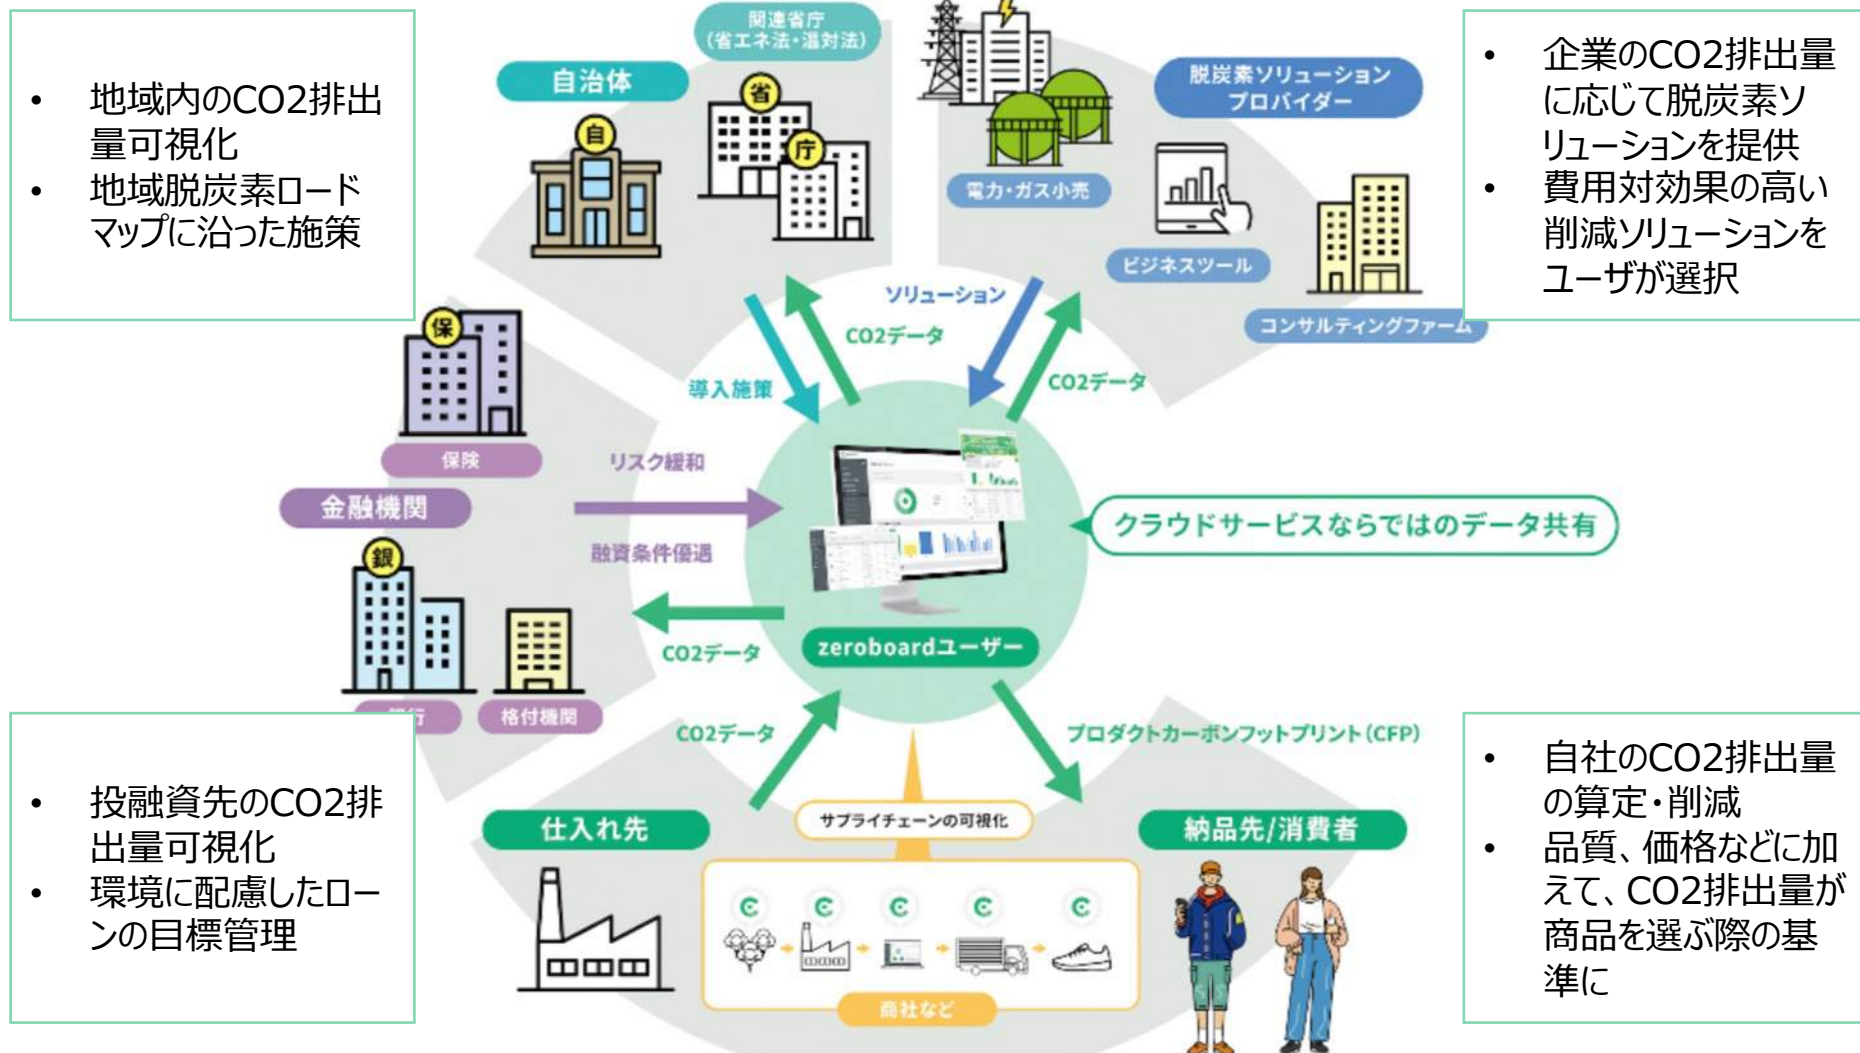 • 地域内のCO2排出
量可視化
• 地域脱炭素ロード
マップに沿った施策
関連省庁
(省エネ法・温対法)
自治体
自
省
庁
脱炭素ソリューション
プロバイダー
電力・ガス小売
ビジネスツール
コンサルティングファーム
• 企業のCO2排出量
に応じて脱炭素ソ
リューションを提供
• 費用対効果の高い
削減ソリューションを
ユーザが選択
ソリューション
CO2データ
導入施策
CO2データ
保
保険
金融機関
リスク緩和
融資条件優遇
銀
格付機関
CO2データ
クラウドサービスならではのデータ共有
zeroboardユーザー
CO2データ
プロダクトカーボンフットプリント(CFP)
• 投融資先のCO2排
出量可視化
• 環境に配慮したロー
ンの目標管理
仕入れ先
サプライチェーンの可視化
商社など
納品先/消費者
• 自社のCO2排出量
の算定・削減
• 品質、価格などに加
えて、CO2排出量が
商品を選ぶ際の基
準に